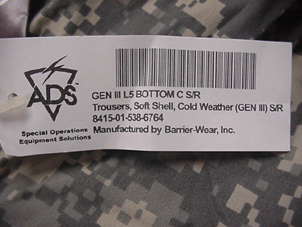 ADS
Special Operations
Equipment Solutions
GEN III L5 BOTTOM C S/R
Trousers, Soft Shell, Cold Weather (GEN III) S/R
8415-01-538-6764
Manufactured by Barrier-Wear, Inc.